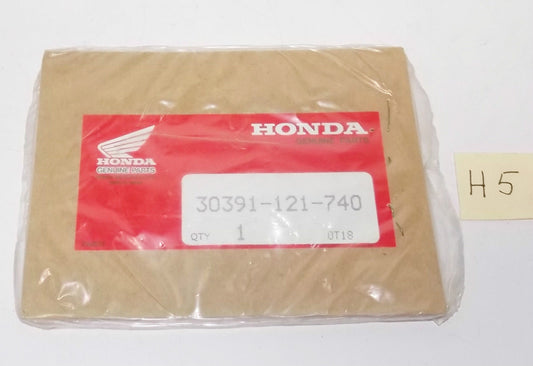 HONDA
GENUINE PARTS
HONDA
GENUINE PARTS
30391-121-740
QTY 1 0T18
H5